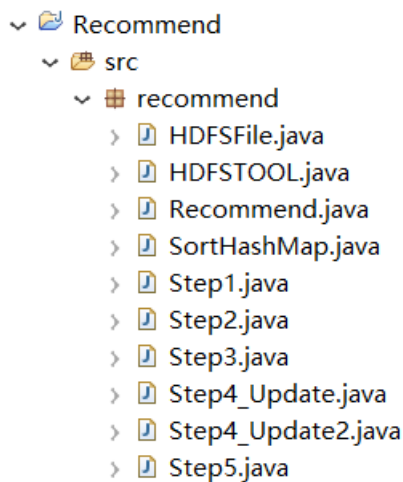 Recommend
src
recommend
HDFSFile.java
HDFSTOOL.java
Recommend.java
SortHashMap.java
Step1.java
Step2.java
Step3.java
Step4_Update.java
Step4_Update2.java
Step5.java